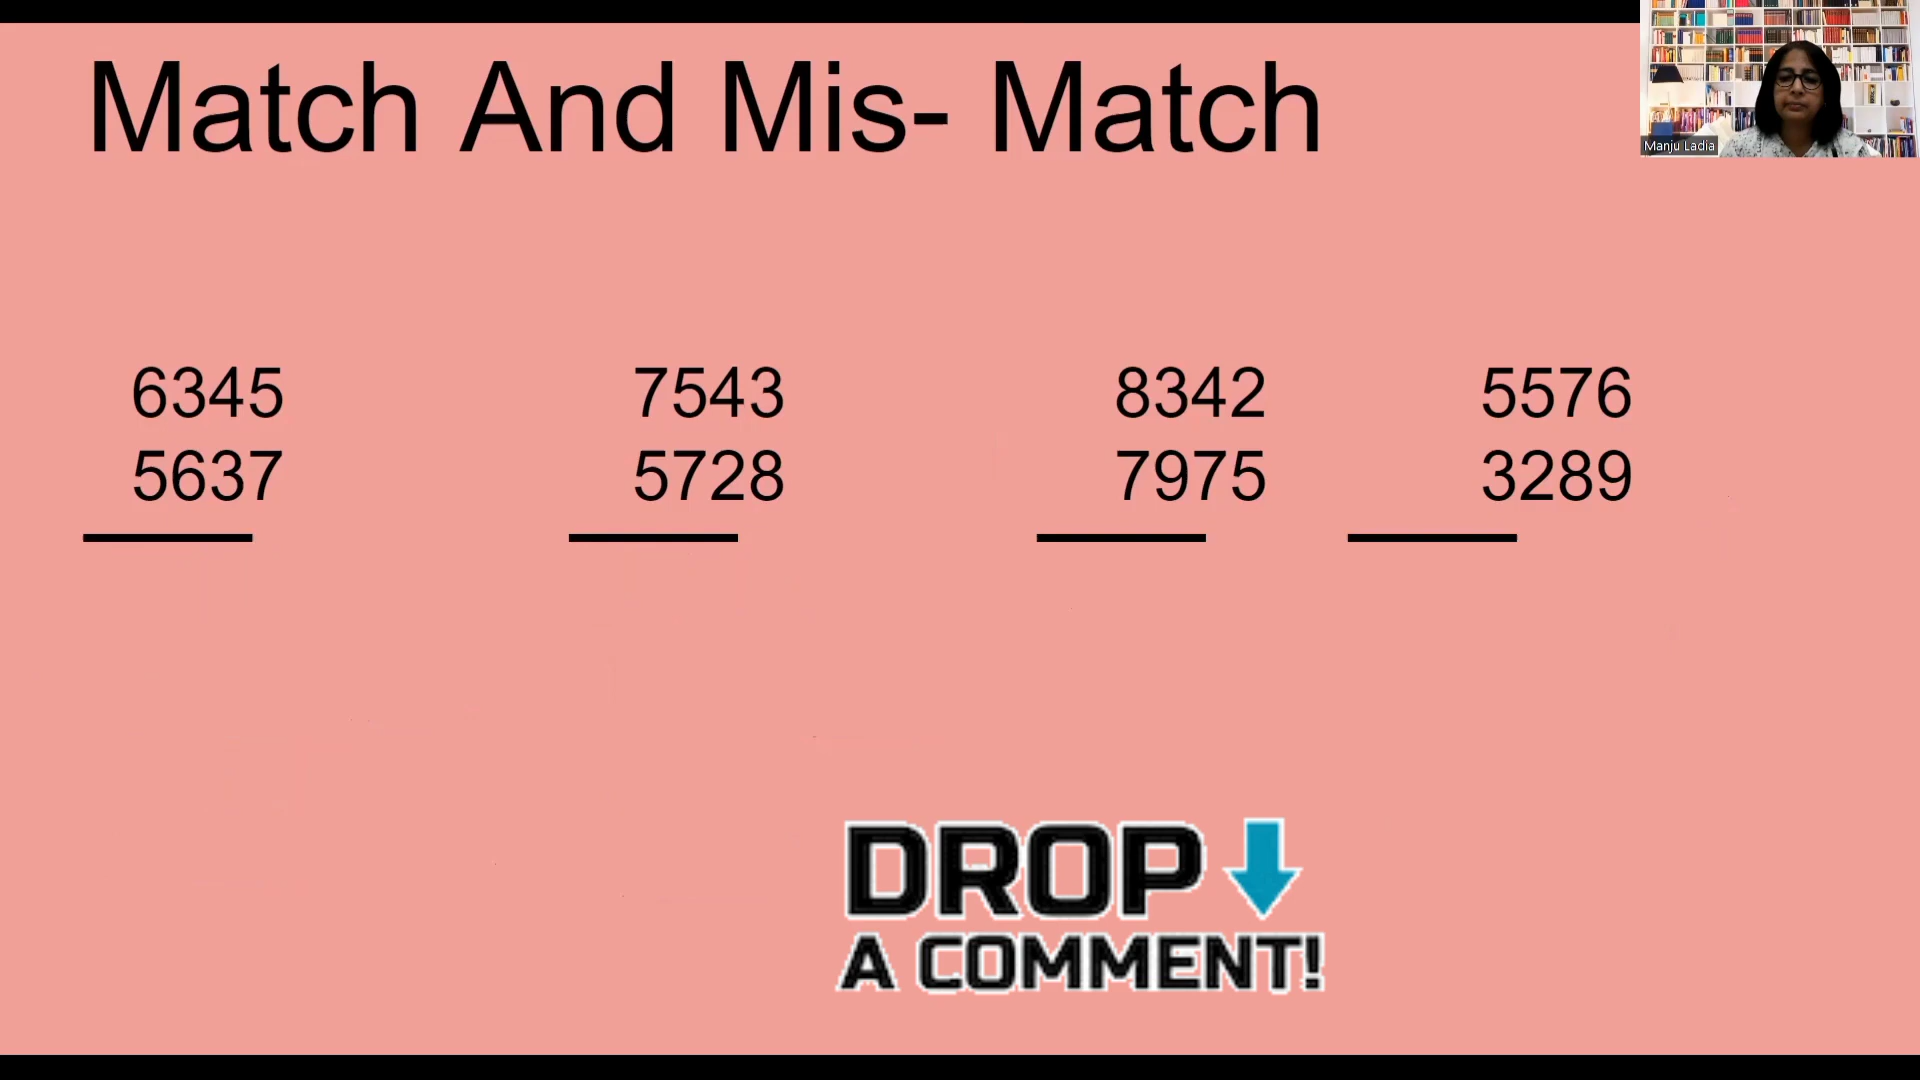 Match And Mis- Match
Manju Ladia
6345 7543 8342 5576
5637 5728 7975 3289
DROP
A COMMENT!